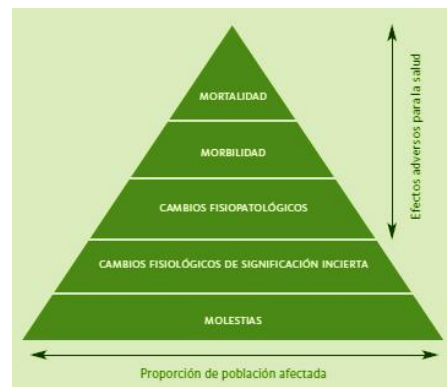 MORTALIDAD
MORBILIDAD
CAMBIOS FISIOPATOLÓGICOS
CAMBIOS FISIOLÓGICOS DE SIGNIFICACIÓN INCIERTA
MOLESTIAS
Efectos adversos para la salud
Proporción de población afectada